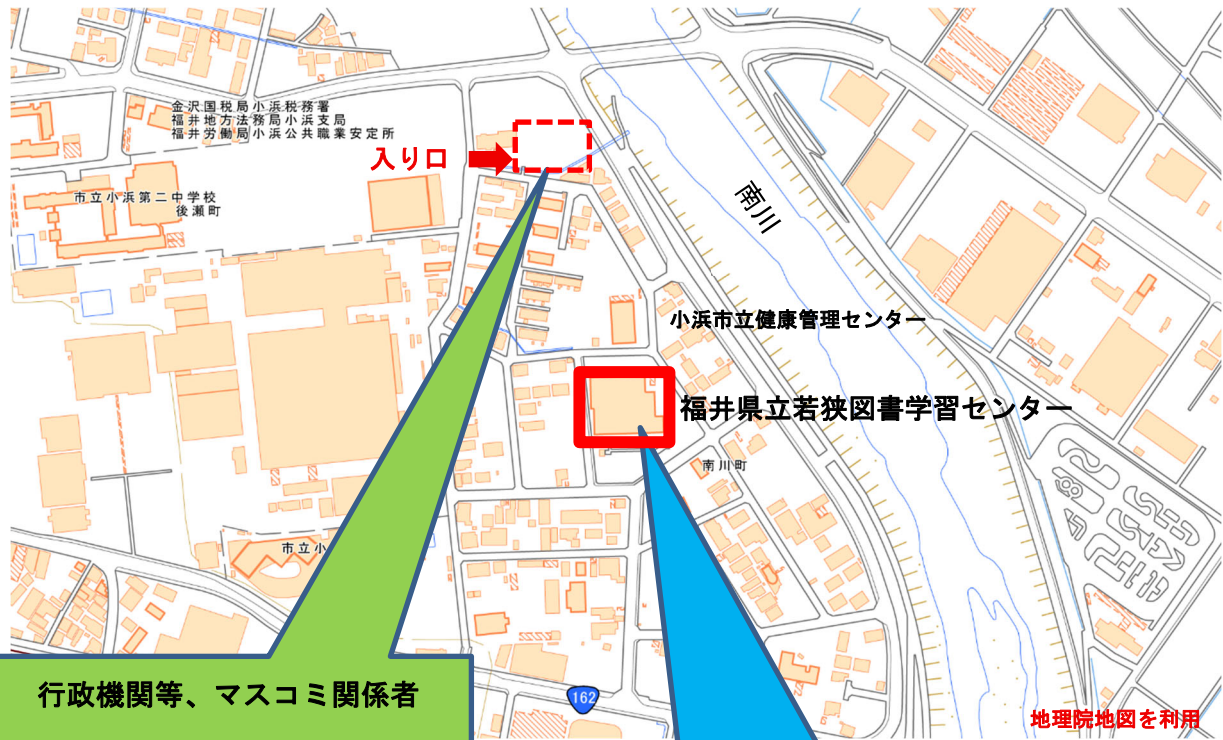 金沢国税局小浜税務署
福井地方法務局小浜支局
福井労働局小浜公共職業安定所
入り口
市立小浜第二中学校
後瀬町
南川
小浜市立健康管理センター
福井県立若狭図書学習センター
南川町
市立小
行政機関等、マスコミ関係者
162
地理院地図を利用